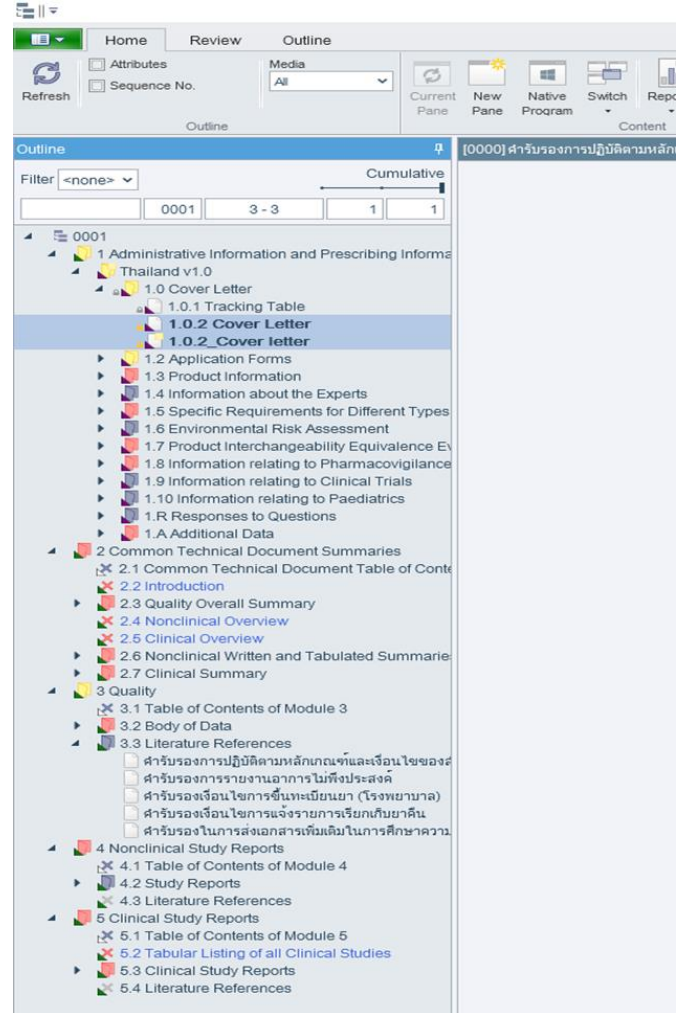 Home Review Outline
Refresh
Attributes
Sequence No.
Media
All
Outline
Current Pane
New Pane
Native Program
Switch
Repo
Content
Outline
[0000] คำรับรองการปฏิบัติตามหลัก
Filter <none>
Cumulative
0001 3 - 3 1 1
0001
1 Administrative Information and Prescribing Informa
Thailand v1.0
1.0 Cover Letter
1.0.1 Tracking Table
1.0.2 Cover Letter
1.0.2_Cover letter
1.2 Application Forms
1.3 Product Information
1.4 Information about the Experts
1.5 Specific Requirements for Different Types
1.6 Environmental Risk Assessment
1.7 Product Interchangeability Equivalence Ev
1.8 Information relating to Pharmacovigilance
1.9 Information relating to Clinical Trials
1.10 Information relating to Paediatrics
1.R Responses to Questions
1.A Additional Data
2 Common Technical Document Summaries
2.1 Common Technical Document Table of Conte
2.2 Introduction
2.3 Quality Overall Summary
2.4 Nonclinical Overview
2.5 Clinical Overview
2.6 Nonclinical Written and Tabulated Summarie
2.7 Clinical Summary
3 Quality
3.1 Table of Contents of Module 3
3.2 Body of Data
3.3 Literature References
คำรับรองการปฏิบัติตามหลักเกณฑ์และเงื่อนไขของส
คำรับรองการรายงานอาการไม่พึงประสงค์
คำรับรองเงื่อนไขการขึ้นทะเบียนยา (โรงพยาบาล)
คำรับรองเงื่อนไขการแจ้งรายการเรียกเก็บยาคืน
คำรับรองในการส่งเอกสารเพิ่มเติมในการศึกษาความ
4 Nonclinical Study Reports
4.1 Table of Contents of Module 4
4.2 Study Reports
4.3 Literature References
5 Clinical Study Reports
5.1 Table of Contents of Module 5
5.2 Tabular Listing of all Clinical Studies
5.3 Clinical Study Reports
5.4 Literature References